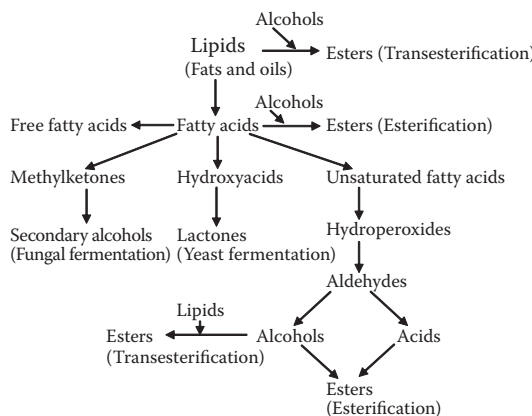 Alcohols
Lipids
(Fats and oils)
Esters (Transesterification)
Alcohols
Free fatty acids
Fatty acids
Esters (Esterification)
Methylketones
Hydroxyacids
Unsaturated fatty acids
Secondary alcohols
(Fungal fermentation)
Lactones
(Yeast fermentation)
Hydroperoxides
Aldehydes
Lipids
Esters
(Transesterification)
Alcohols
Acids
Esters
(Esterification)